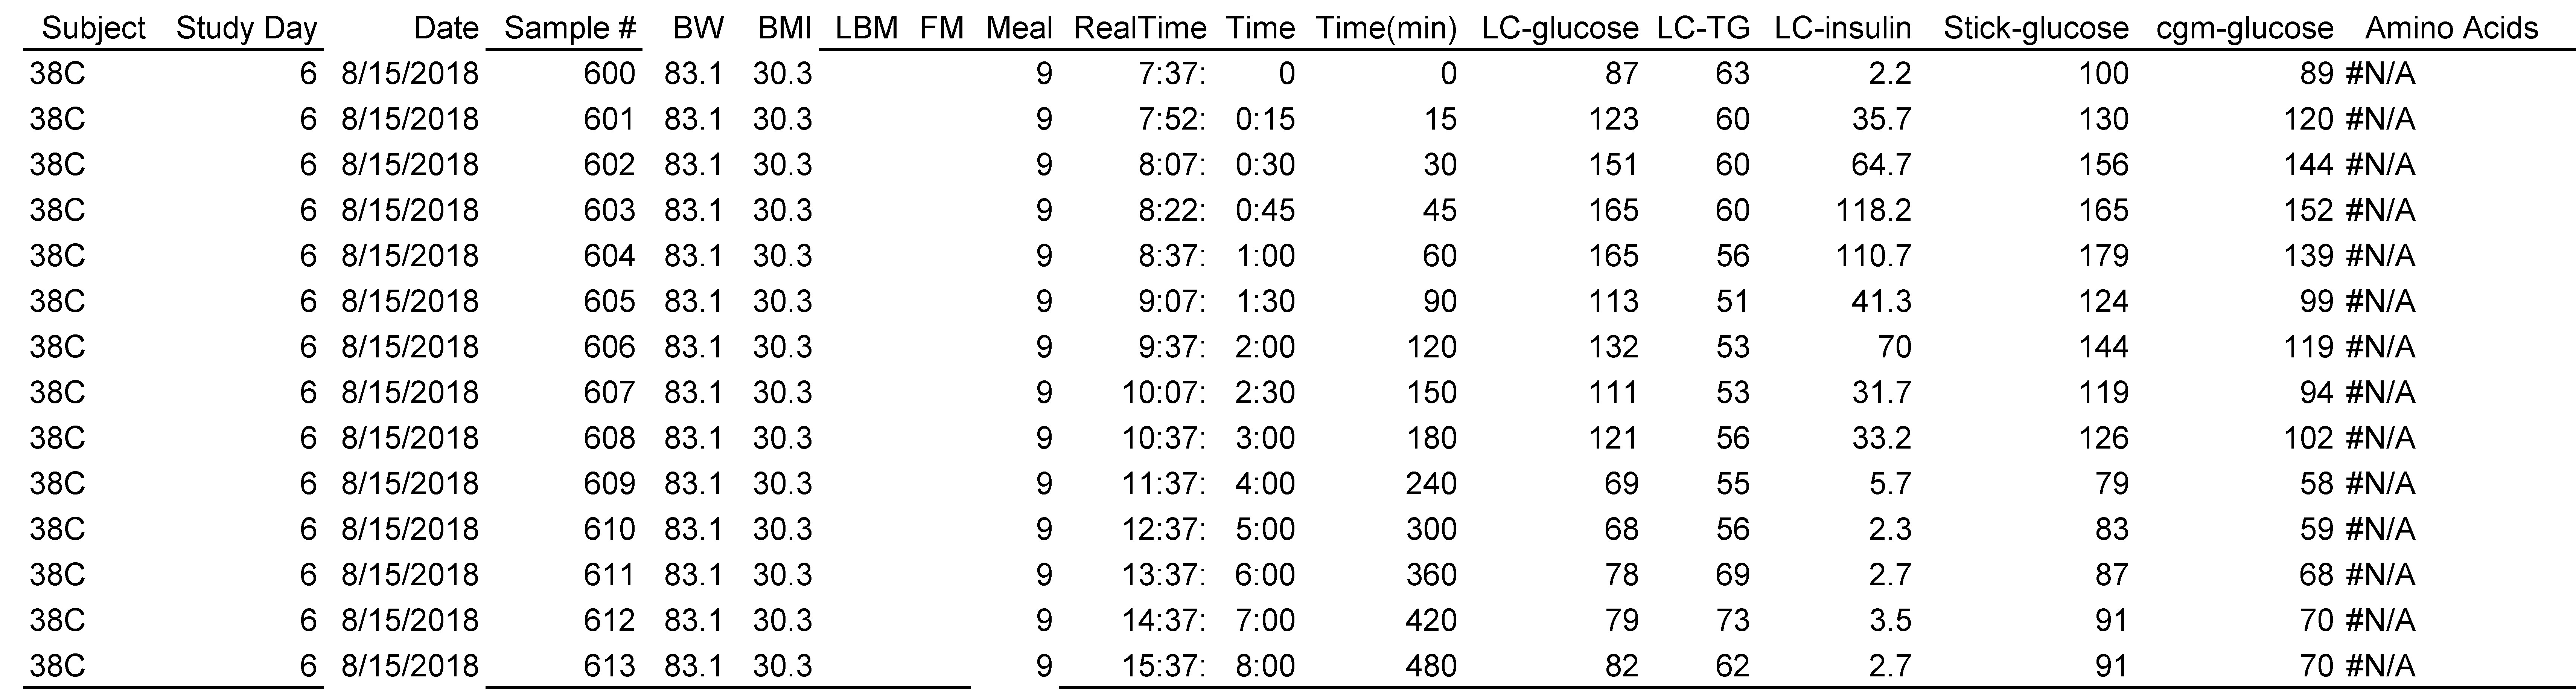 Subject Study Day Date Sample # BW BMI LBM FM Meal RealTime Time Time(min) LC-glucose LC-TG LC-insulin Stick-glucose cgm-glucose Amino Acids
38C 6 8/15/2018 600 83.1 30.3 9 7:37: 0 0 87 63 2.2 100 89 #N/A
38C 6 8/15/2018 601 83.1 30.3 9 7:52: 0:15 15 123 60 35.7 130 120 #N/A
38C 6 8/15/2018 602 83.1 30.3 9 8:07: 0:30 30 151 60 64.7 156 144 #N/A
38C 6 8/15/2018 603 83.1 30.3 9 8:22: 0:45 45 165 60 118.2 165 152 #N/A
38C 6 8/15/2018 604 83.1 30.3 9 8:37: 1:00 60 165 56 110.7 179 139 #N/A
38C 6 8/15/2018 605 83.1 30.3 9 9:07: 1:30 90 113 51 41.3 124 99 #N/A
38C 6 8/15/2018 606 83.1 30.3 9 9:37: 2:00 120 132 53 70 144 119 #N/A
38C 6 8/15/2018 607 83.1 30.3 9 10:07: 2:30 150 111 53 31.7 119 94 #N/A
38C 6 8/15/2018 608 83.1 30.3 9 10:37: 3:00 180 121 56 33.2 126 102 #N/A
38C 6 8/15/2018 609 83.1 30.3 9 11:37: 4:00 240 69 55 5.7 79 58 #N/A
38C 6 8/15/2018 610 83.1 30.3 9 12:37: 5:00 300 68 56 2.3 83 59 #N/A
38C 6 8/15/2018 611 83.1 30.3 9 13:37: 6:00 360 78 69 2.7 87 68 #N/A
38C 6 8/15/2018 612 83.1 30.3 9 14:37: 7:00 420 79 73 3.5 91 70 #N/A
38C 6 8/15/2018 613 83.1 30.3 9 15:37: 8:00 480 82 62 2.7 91 70 #N/A